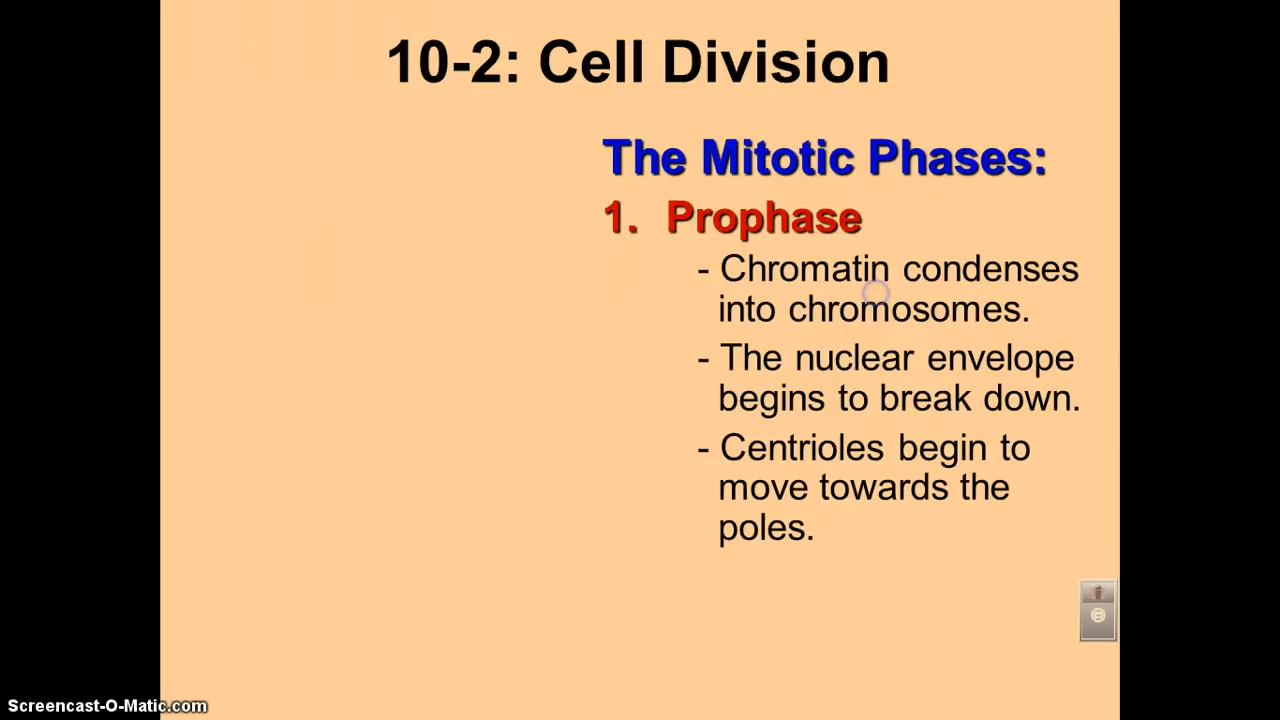 10-2: Cell Division
The Mitotic Phases:
1. Prophase
- Chromatin condenses
into chromosomes.
- The nuclear envelope
begins to break down.
- Centrioles begin to
move towards the
poles.
Screencast-O-Matic.com